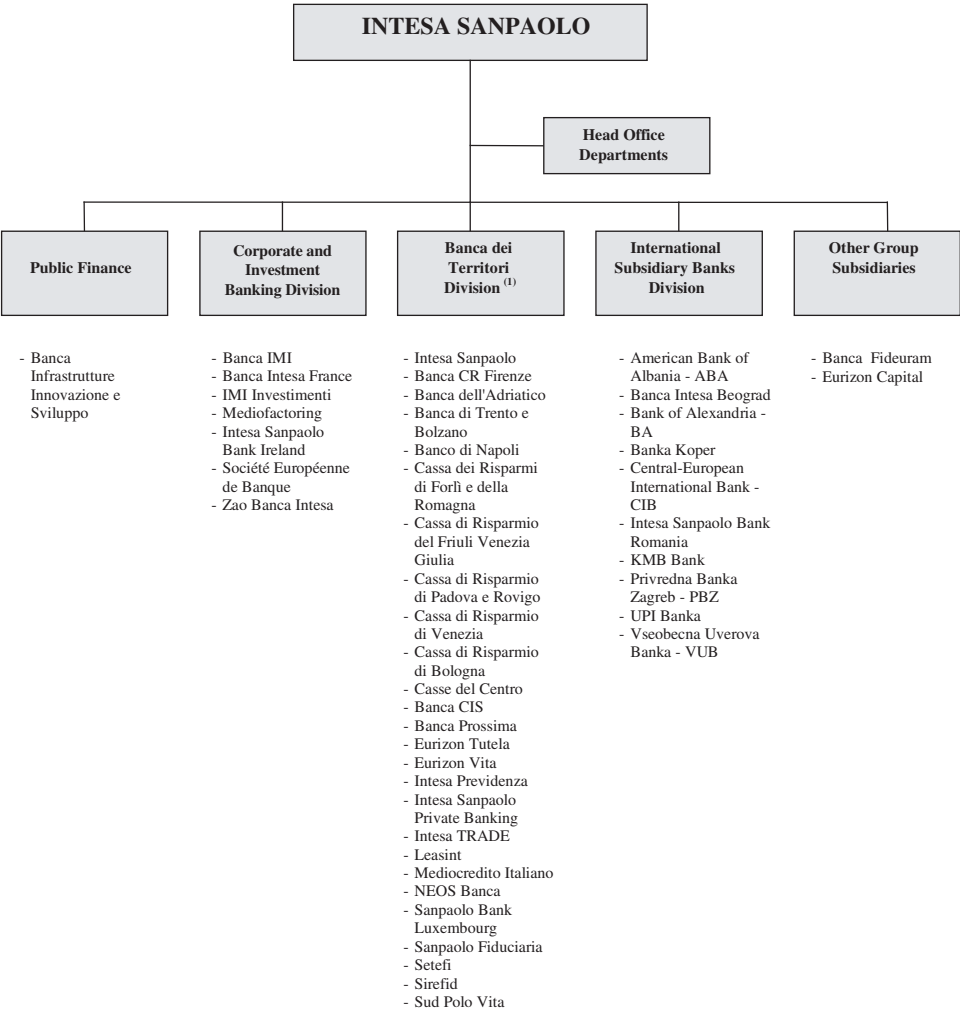 INTESA SANPAOLO
Head Office
Departments
Public Finance
Corporate and
Investment
Banking Division
Banca dei
Territori
Division (1)
International
Subsidiary Banks
Division
Other Group
Subsidiaries
- Banca
Infrastrutture
Innovazione e
Sviluppo
- Banca IMI
- Banca Intesa France
- IMI Investimenti
- Mediofactoring
- Intesa Sanpaolo
Bank Ireland
- Société Européenne
de Banque
- Zao Banca Intesa
- Intesa Sanpaolo
- Banca CR Firenze
- Banca dell'Adriatico
- Banca di Trento e
Bolzano
- Banco di Napoli
- Cassa dei Risparmi
di Forlì e della
Romagna
- Cassa di Risparmio
del Friuli Venezia
Giulia
- Cassa di Risparmio
di Padova e Rovigo
- Cassa di Risparmio
di Venezia
- Cassa di Risparmio
di Bologna
- Casse del Centro
- Banca CIS
- Banca Prossima
- Eurizon Tutela
- Eurizon Vita
- Intesa Previdenza
- Intesa Sanpaolo
Private Banking
- Intesa TRADE
- Leasint
- Mediocredito Italiano
- NEOS Banca
- Sanpaolo Bank
Luxembourg
- Sanpaolo Fiduciaria
- Setefi
- Sirefid
- Sud Polo Vita
- American Bank of
Albania - ABA
- Banca Intesa Beograd
- Bank of Alexandria -
BA
- Banka Koper
- Central-European
International Bank -
CIB
- Intesa Sanpaolo Bank
Romania
- KMB Bank
- Privredna Banka
Zagreb - PBZ
- UPI Banka
- Vseobecna Uverova
Banka - VUB
- Banca Fideuram
- Eurizon Capital